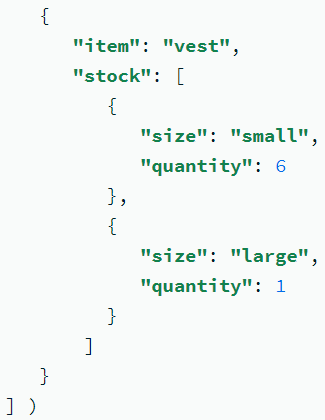 {
"item": "vest",
"stock": [
{
"size": "small",
"quantity": 6
},
{
"size": "large",
"quantity": 1
}
]
}
] )